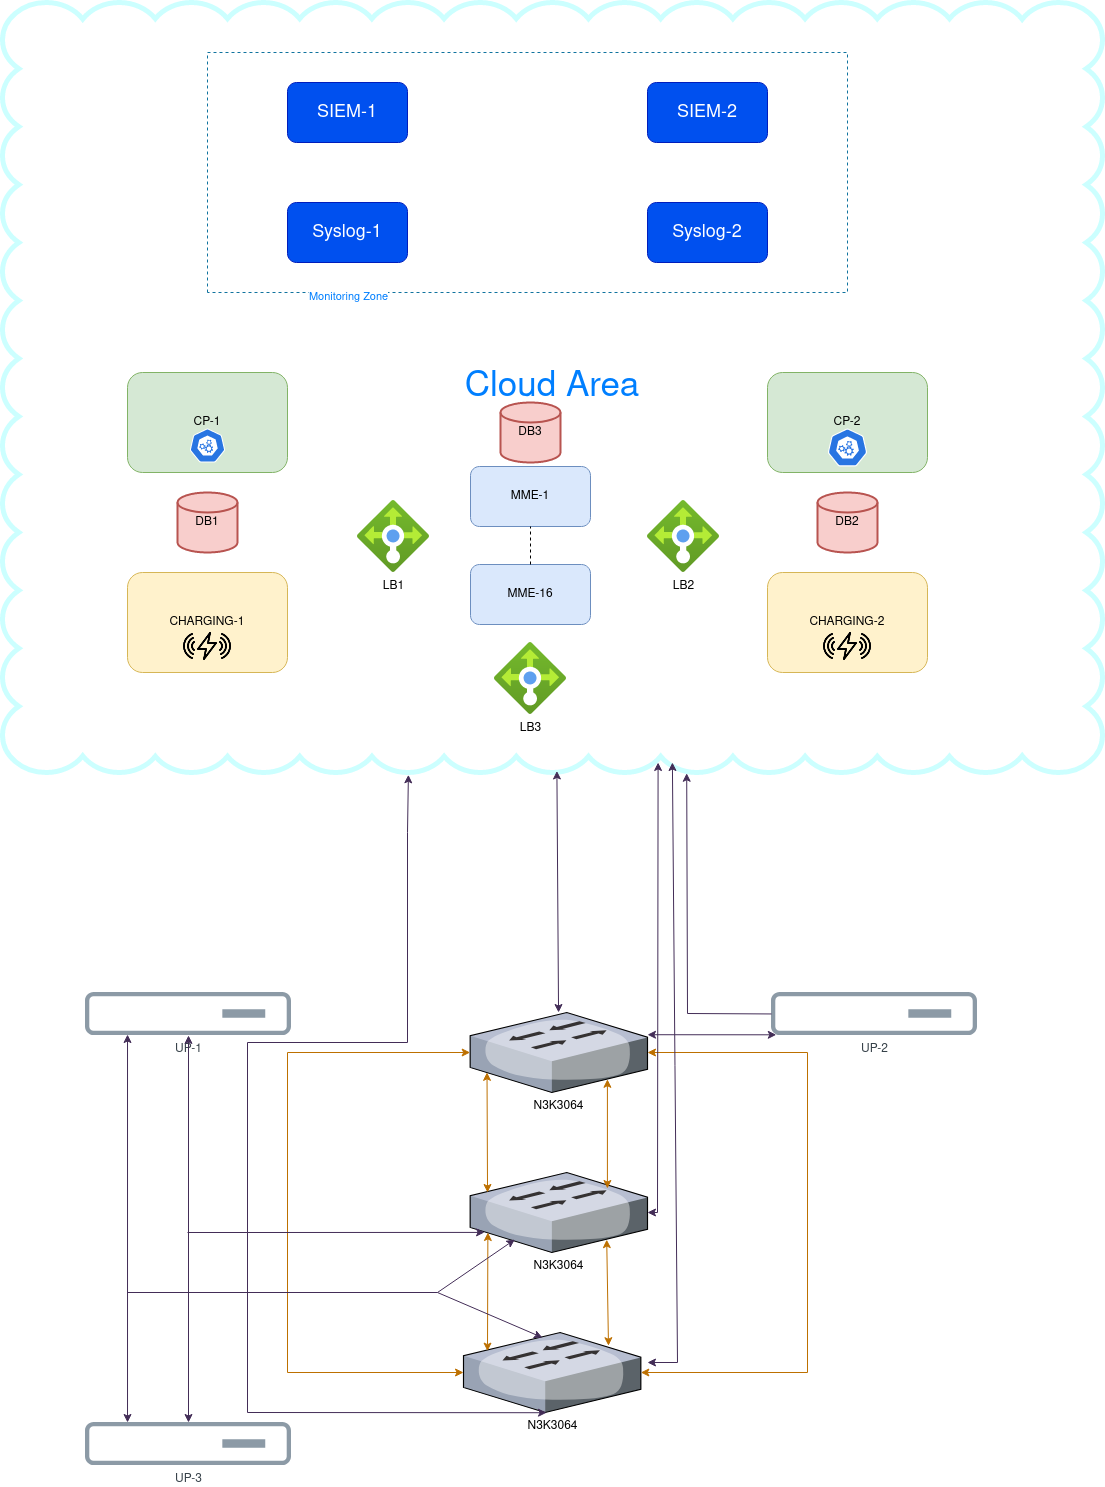 SIEM-1
SIEM-2
Syslog-1
Syslog-2
Monitoring Zone
Cloud Area
CP-1
DB3
CP-2
MME-1
DB1
DB2
LB1
MME-16
LB2
CHARGING-1
CHARGING-2
LB3
UP-1
UP-2
N3K3064
N3K3064
N3K3064
UP-3